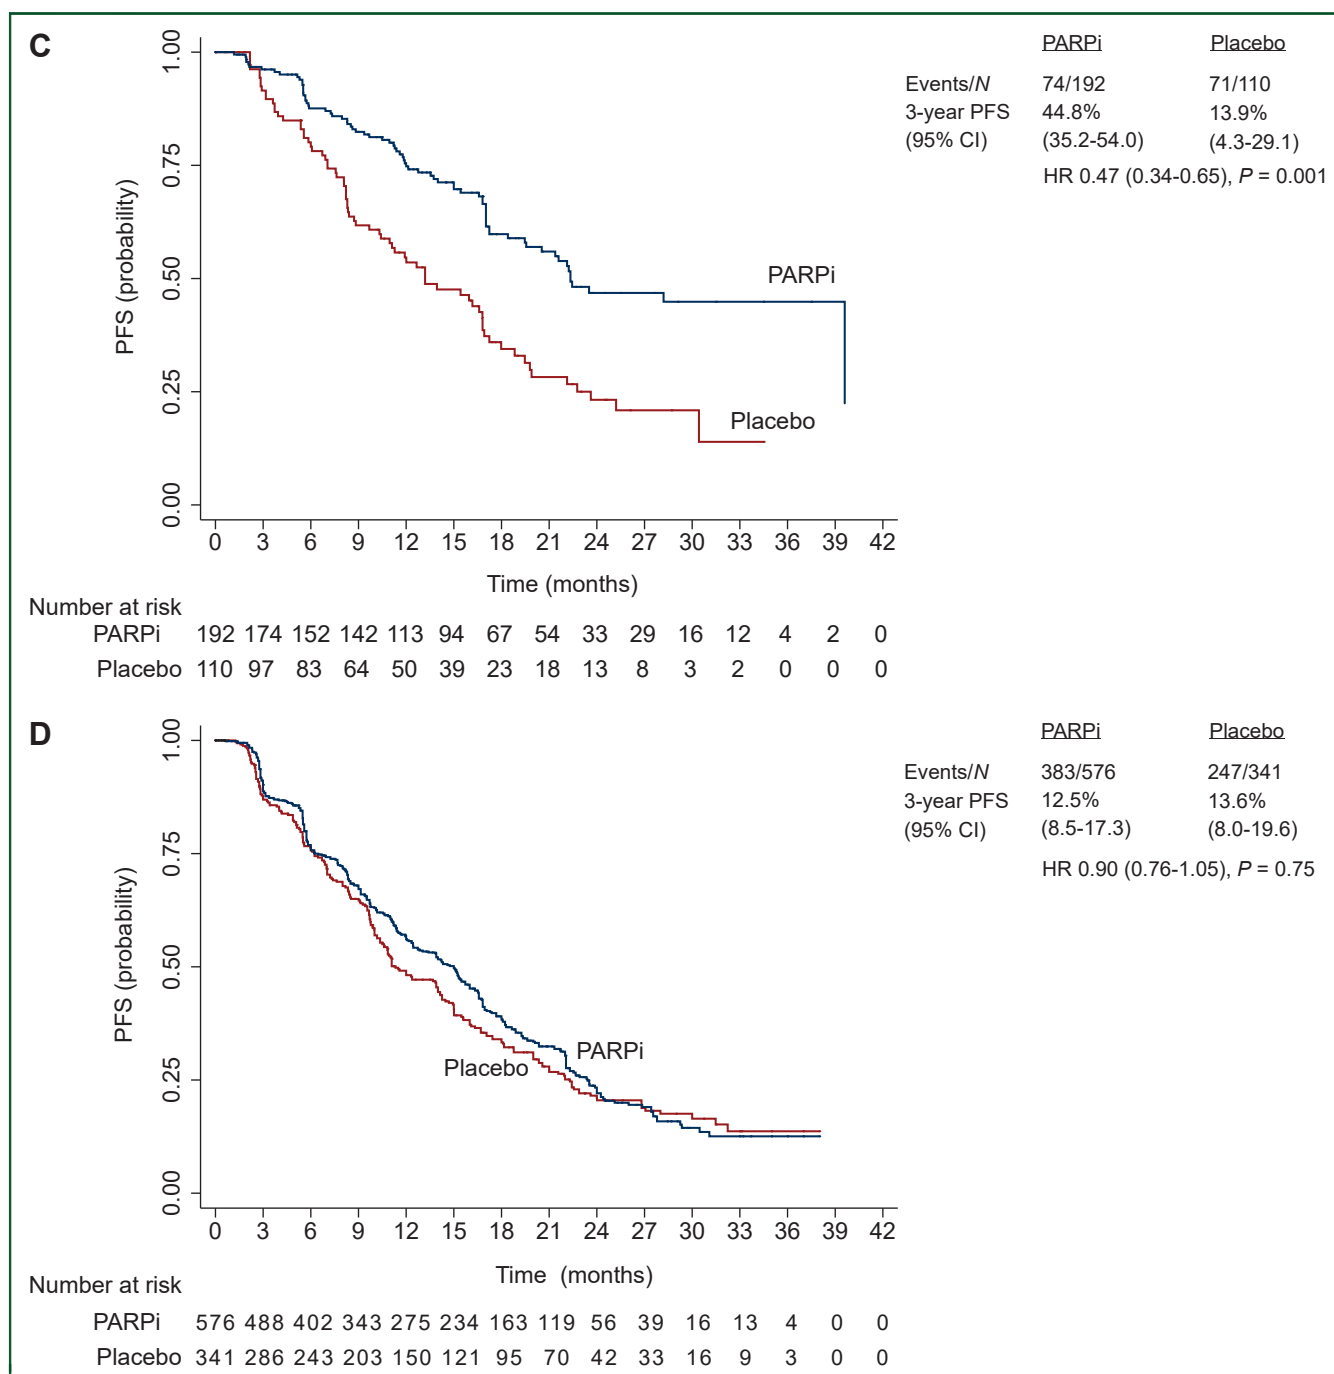 C
PARPi Placebo
Events/N 74/192 71/110
3-year PFS 44.8% 13.9%
(95% CI) (35.2-54.0) (4.3-29.1)
HR 0.47 (0.34-0.65), P = 0.001
PFS (probability)
1.00
0.75
0.50
0.25
0.00
PARPi
Placebo
0 3 6 9 12 15 18 21 24 27 30 33 36 39 42
Time (months)
Number at risk
PARPi 192 174 152 142 113 94 67 54 33 29 16 12 4 2 0
Placebo 110 97 83 64 50 39 23 18 13 8 3 2 0 0 0
D
PARPi Placebo
Events/N 383/576 247/341
3-year PFS 12.5% 13.6%
(95% CI) (8.5-17.3) (8.0-19.6)
HR 0.90 (0.76-1.05), P = 0.75
PFS (probability)
1.00
0.75
0.50
0.25
0.00
PARPi
Placebo
0 3 6 9 12 15 18 21 24 27 30 33 36 39 42
Time (months)
Number at risk
PARPi 576 488 402 343 275 234 163 119 56 39 16 13 4 0 0
Placebo 341 286 243 203 150 121 95 70 42 33 16 9 3 0 0